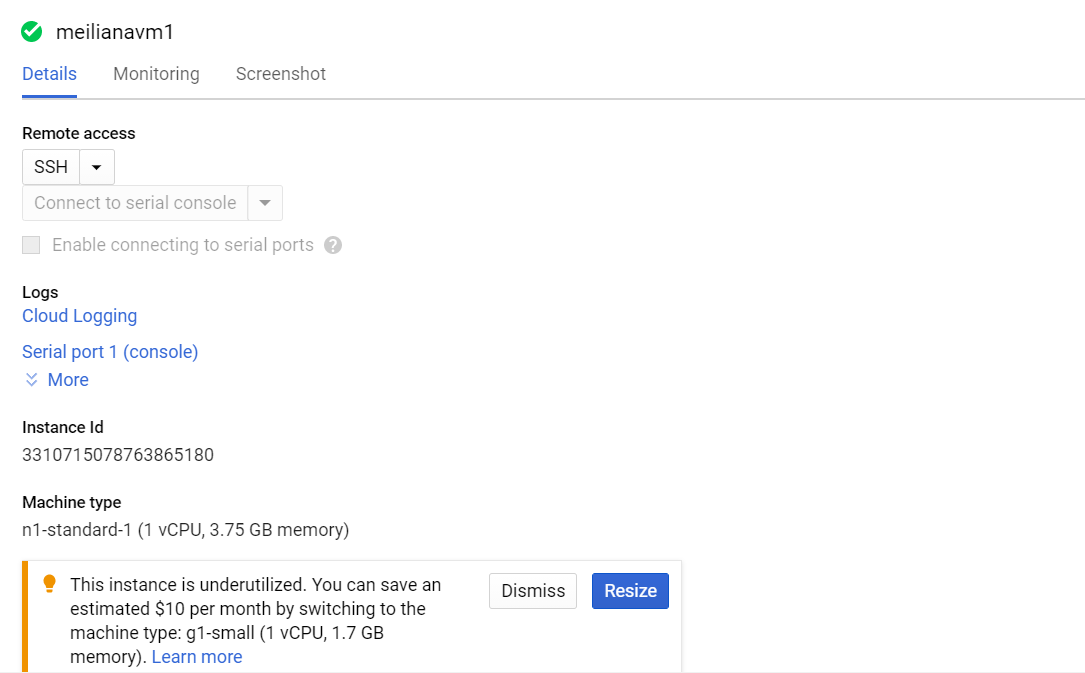 meilianavm1
Details Monitoring Screenshot
Remote access
SSH
Connect to serial console
Enable connecting to serial ports ?
Logs
Cloud Logging
Serial port 1 (console)
More
Instance Id
3310715078763865180
Machine type
n1-standard-1 (1 vCPU, 3.75 GB memory)
This instance is underutilized. You can save an
estimated $10 per month by switching to the
machine type: g1-small (1 vCPU, 1.7 GB
memory). Learn more
Dismiss Resize